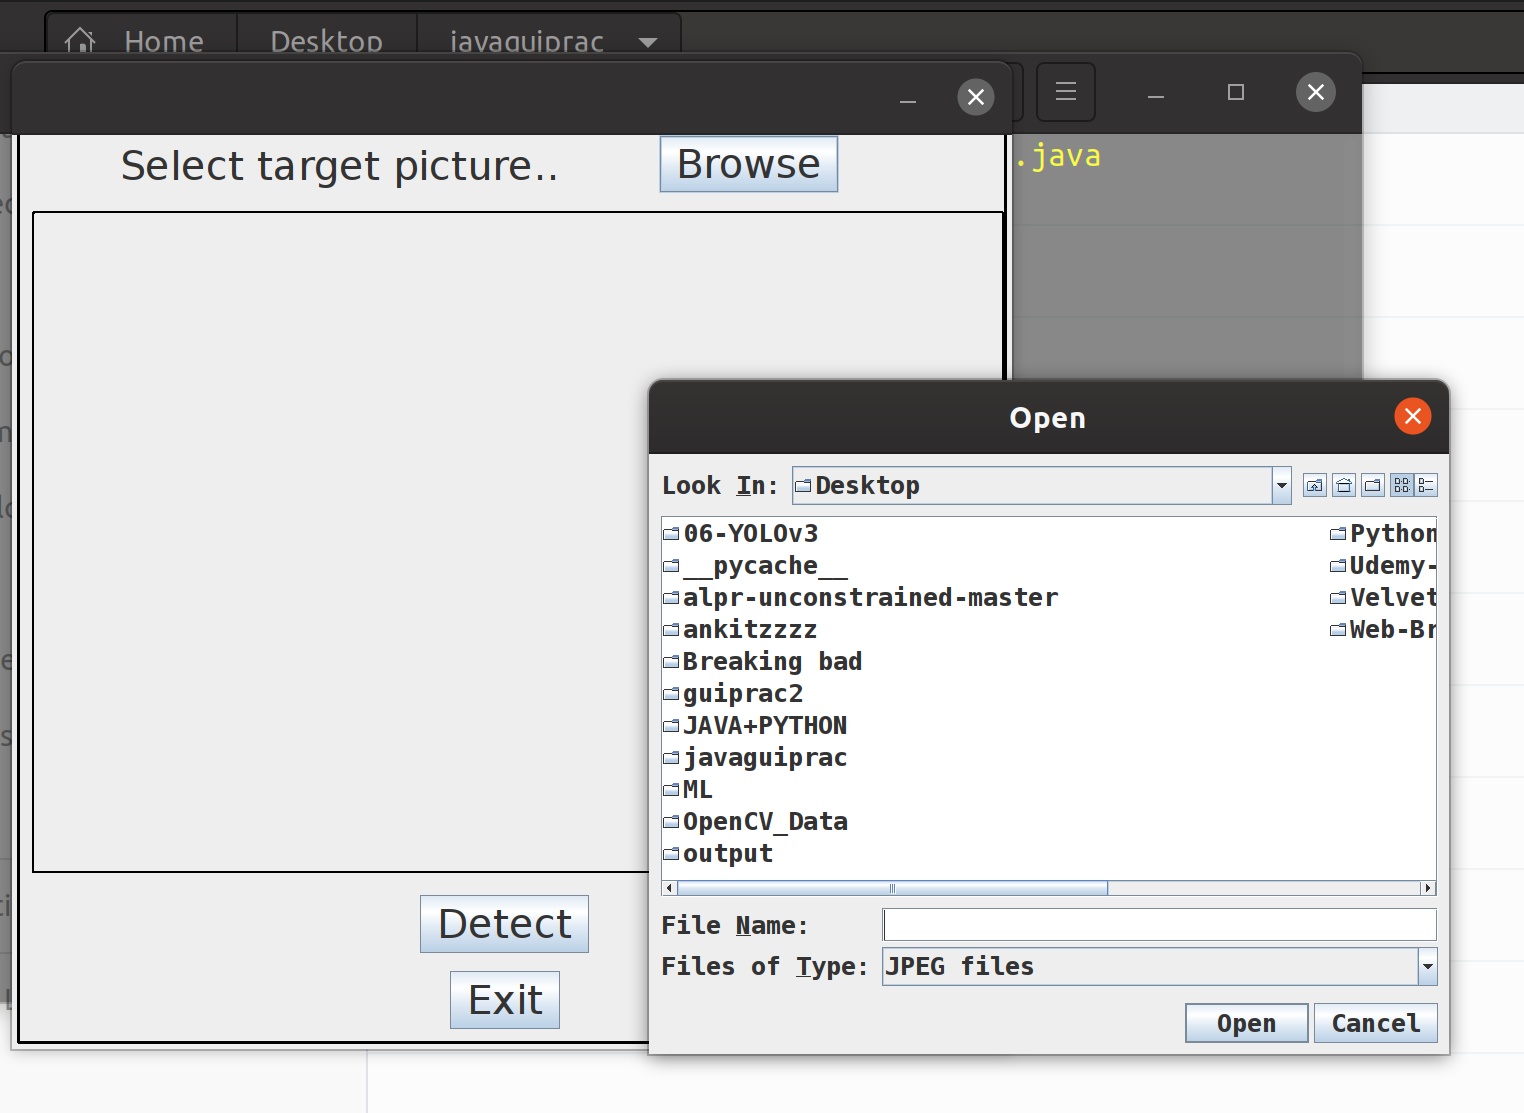 Home Desktop javaguiprac
Select target picture.. Browse
.java
Open
Look In: Desktop
06-YOLOv3
__pycache__
alpr-unconstrained-master
ankitzzzz
Breaking bad
guiprac2
JAVA+PYTHON
javaguiprac
ML
OpenCV_Data
output
Python
Udemy-
Velvet
Web-Br
File Name:
Files of Type: JPEG files
Open Cancel
Detect
Exit